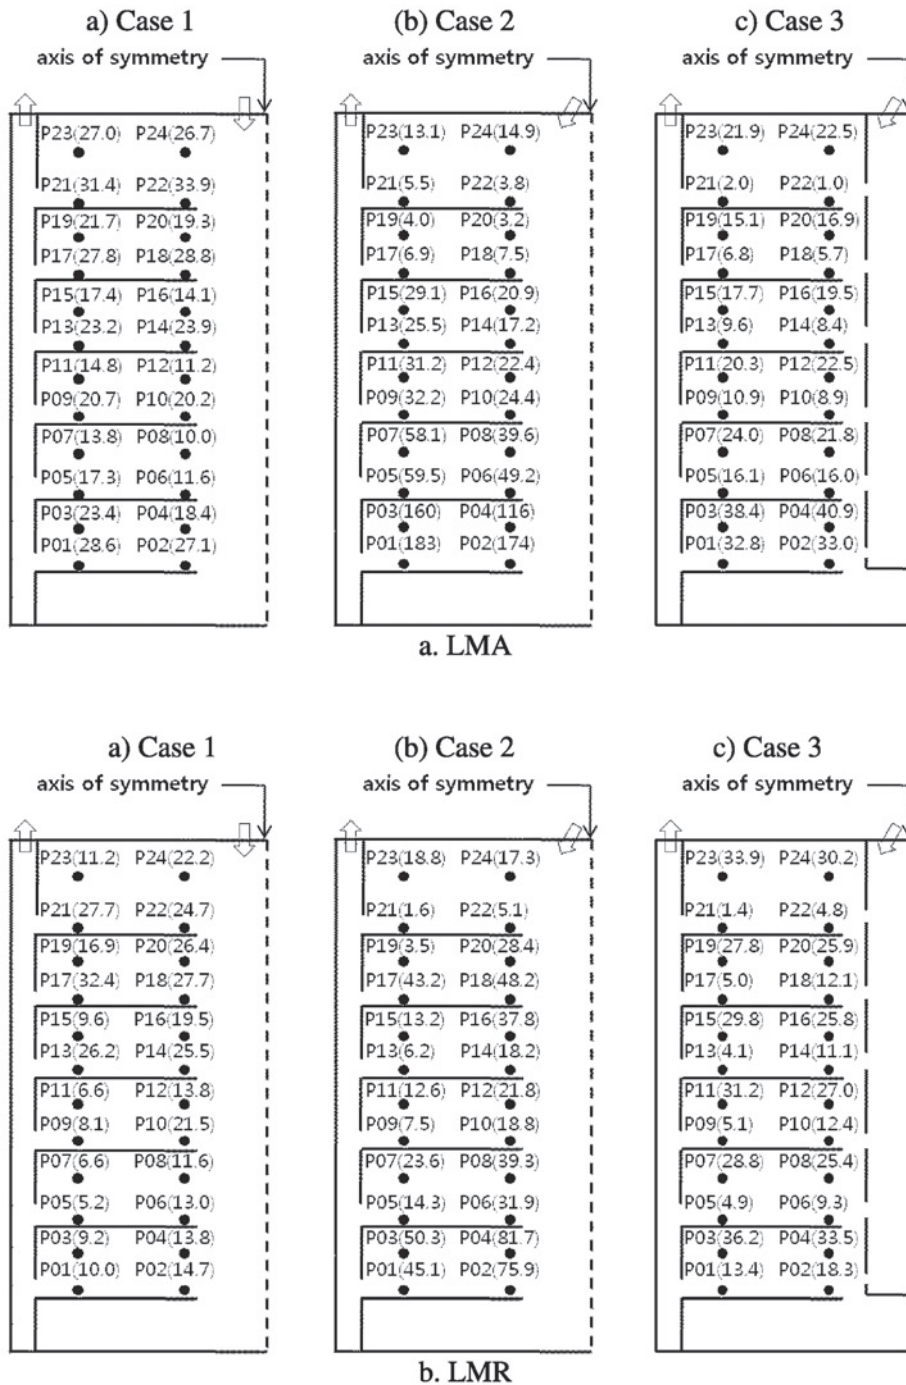 a) Case 1 (b) Case 2 c) Case 3
axis of symmetry axis of symmetry axis of symmetry
P23(27.0) P24(26.7) P23(13.1) P24(14.9) P23(21.9) P24(22.5)
P21(31.4) P22(33.9) P21(5.5) P22(3.8) P21(2.0) P22(1.0)
P19(21.7) P20(19.3) P19(4.0) P20(3.2) P19(15.1) P20(16.9)
P17(27.8) P18(28.8) P17(6.9) P18(7.5) P17(6.8) P18(5.7)
P15(17.4) P16(14.1) P15(29.1) P16(20.9) P15(17.7) P16(19.5)
P13(23.2) P14(23.9) P13(25.5) P14(17.2) P13(9.6) P14(8.4)
P11(14.8) P12(11.2) P11(31.2) P12(22.4) P11(20.3) P12(22.5)
P09(20.7) P10(20.2) P09(32.2) P10(24.4) P09(10.9) P10(8.9)
P07(13.8) P08(10.0) P07(58.1) P08(39.6) P07(24.0) P08(21.8)
P05(17.3) P06(11.6) P05(59.5) P06(49.2) P05(16.1) P06(16.0)
P03(23.4) P04(18.4) P03(160) P04(116) P03(38.4) P04(40.9)
P01(28.6) P02(27.1) P01(183) P02(174) P01(32.8) P02(33.0)
a. LMA
a) Case 1 (b) Case 2 c) Case 3
axis of symmetry axis of symmetry axis of symmetry
P23(11.2) P24(22.2) P23(18.8) P24(17.3) P23(33.9) P24(30.2)
P21(27.7) P22(24.7) P21(1.6) P22(5.1) P21(1.4) P22(4.8)
P19(16.9) P20(26.4) P19(3.5) P20(28.4) P19(27.8) P20(25.9)
P17(32.4) P18(27.7) P17(43.2) P18(48.2) P17(5.0) P18(12.1)
P15(9.6) P16(19.5) P15(13.2) P16(37.8) P15(29.8) P16(25.8)
P13(26.2) P14(25.5) P13(6.2) P14(18.2) P13(4.1) P14(11.1)
P11(6.6) P12(13.8) P11(12.6) P12(21.8) P11(31.2) P12(27.0)
P09(8.1) P10(21.5) P09(7.5) P10(18.8) P09(5.1) P10(12.4)
P07(6.6) P08(11.6) P07(23.6) P08(39.3) P07(28.8) P08(25.4)
P05(5.2) P06(13.0) P05(14.3) P06(31.9) P05(4.9) P06(9.3)
P03(9.2) P04(13.8) P03(50.3) P04(81.7) P03(36.2) P04(33.5)
P01(10.0) P02(14.7) P01(45.1) P02(75.9) P01(13.4) P02(18.3)
b. LMR